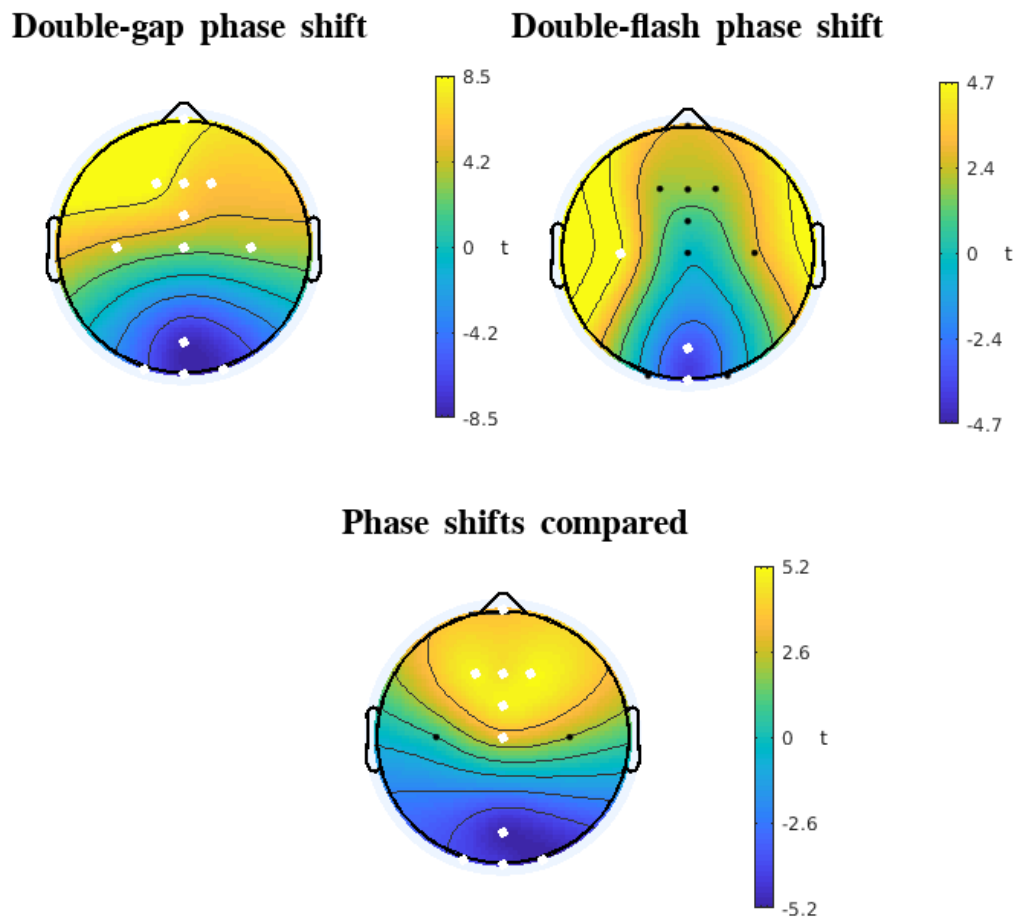 Double-gap phase shift
Double-flash phase shift
8.5
4.2
0 t
-4.2
-8.5
4.7
2.4
0 t
-2.4
-4.7
Phase shifts compared
5.2
2.6
0 t
-2.6
-5.2